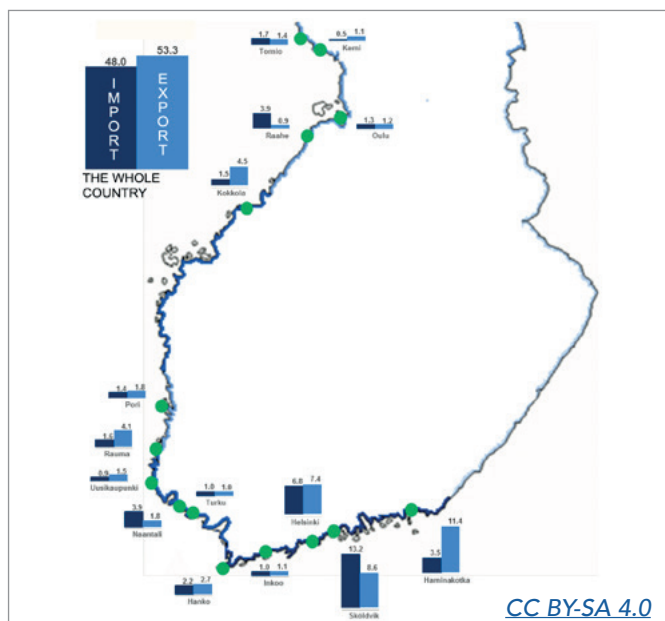 53.3
48.0
IMPORT
EXPORT
THE WHOLE
COUNTRY
1.7 1.4
Tornio
0.5 1.1
Kemi
3.9
0.9
Raahe
1.3 1.2
Oulu
1.5 4.5
Kokkola
1.4 1.8
Pori
1.6 4.1
Rauma
0.9 1.5
Uusikaupunki
1.0
Turku
3.9
1.8
Naantali
6.8 7.4
Helsinki
2.2 2.7
Hanko
1.0 1.1
Inkoo
13.2
8.6
Sköldvik
3.5 11.4
Haminakotka
CC BY-SA 4.0